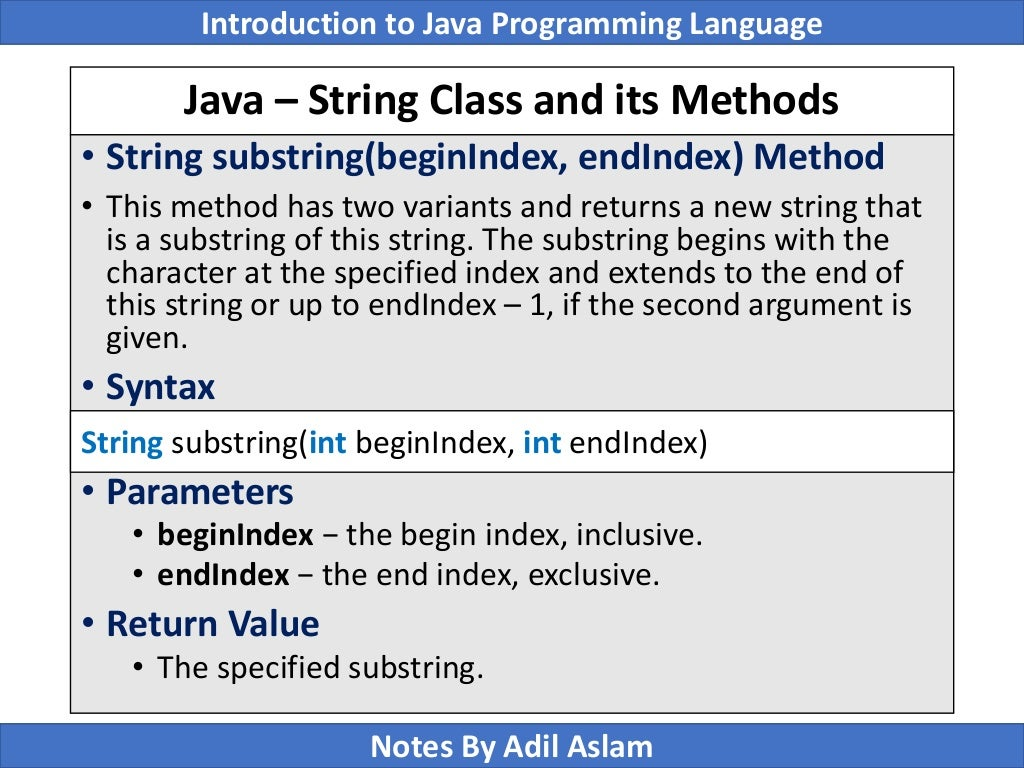 Introduction to Java Programming Language
Java – String Class and its Methods
• String substring(beginIndex, endIndex) Method
• This method has two variants and returns a new string that
is a substring of this string. The substring begins with the
character at the specified index and extends to the end of
this string or up to endIndex – 1, if the second argument is
given.
• Syntax
String substring(int beginIndex, int endIndex)
• Parameters
• beginIndex − the begin index, inclusive.
• endIndex − the end index, exclusive.
• Return Value
• The specified substring.
Notes By Adil Aslam